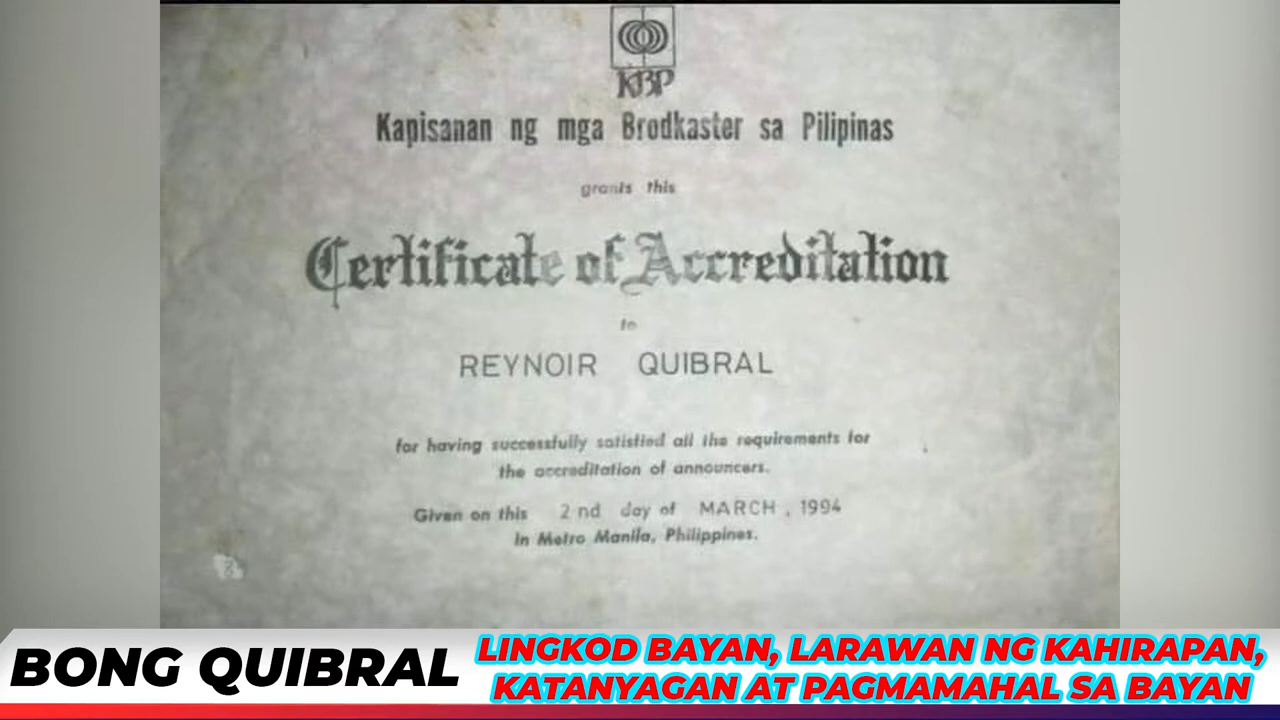 KBP
Kapisanan ng mga Brodkaster sa Pilipinas
grants this
Certificate of Accreditation
to
REYNOIR QUIBRAL
for having successfully satisfied all the requirements for
the accreditation of announcers.
Given on this 2 nd day of MARCH , 1994
in Metro Manila, Philippines.
BONG QUIBRAL
LINGKOD BAYAN, LARAWAN NG KAHIRAPAN,
KATANYAGAN AT PAGMAMAHAL SA BAYAN